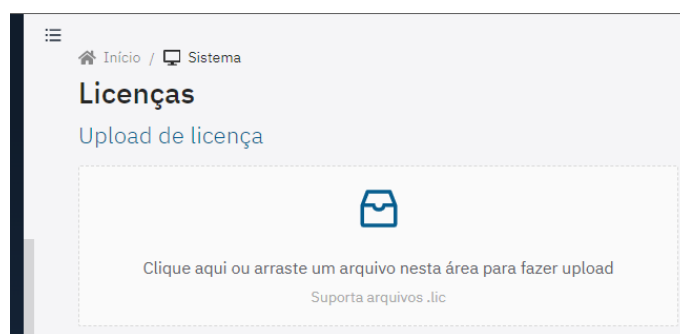 Início / Sistema
Licenças
Upload de licença
Clique aqui ou arraste um arquivo nesta área para fazer upload
Suporta arquivos .lic